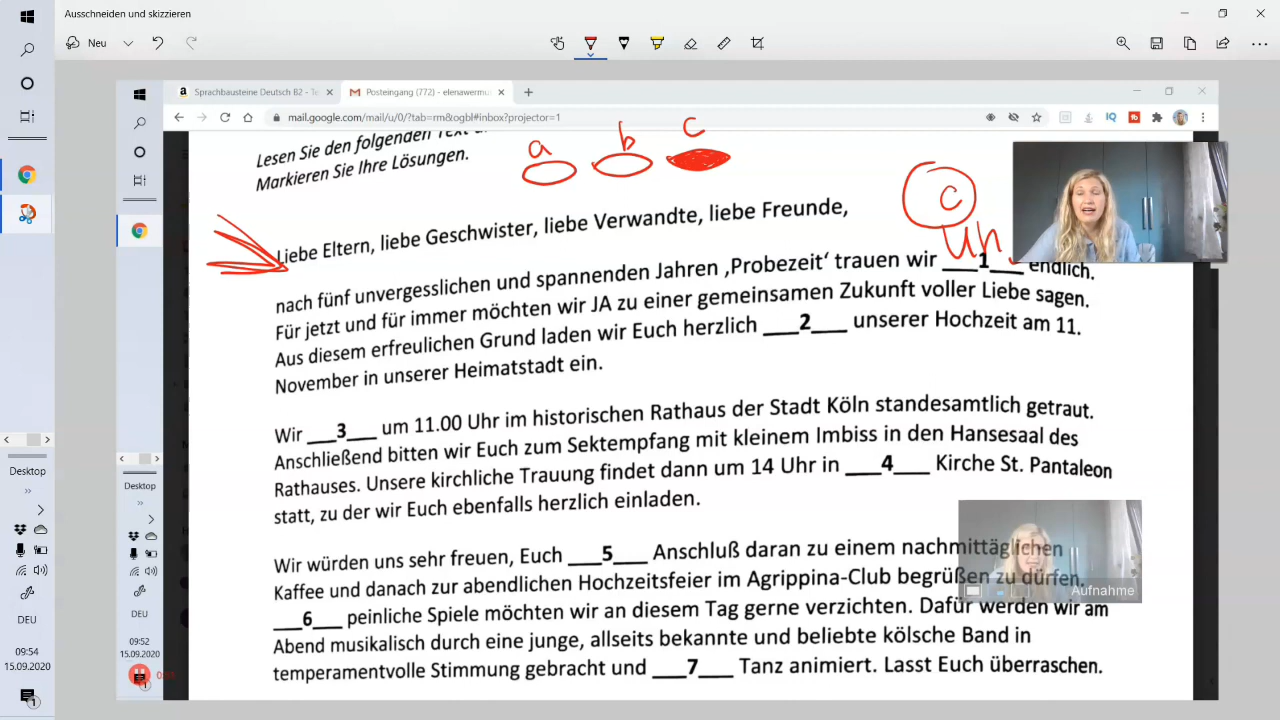 Ausschneiden und skizzieren
Neu
Sprachbausteine Deutsch B2 - Te
Posteingang (772) - elenawermu
mail.google.com/mail/u/0/?tab=rm&ogbl#inbox?projector=1
IQ
Lesen Sie den folgenden Text
Markieren Sie Ihre Lösungen.
a b c
c
un
Liebe Eltern, liebe Geschwister, liebe Verwandte, liebe Freunde,
nach fünf unvergesslichen und spannenden Jahren ‚Probezeit‘ trauen wir ___1___ endlich.
Für jetzt und für immer möchten wir JA zu einer gemeinsamen Zukunft voller Liebe sagen.
Aus diesem erfreulichen Grund laden wir Euch herzlich ___2___ unserer Hochzeit am 11.
November in unserer Heimatstadt ein.
Wir ___3___ um 11.00 Uhr im historischen Rathaus der Stadt Köln standesamtlich getraut.
Anschließend bitten wir Euch zum Sektempfang mit kleinem Imbiss in den Hansesaal des
Rathauses. Unsere kirchliche Trauung findet dann um 14 Uhr in ___4___ Kirche St. Pantaleon
statt, zu der wir Euch ebenfalls herzlich einladen.
Wir würden uns sehr freuen, Euch ___5___ Anschluß daran zu einem nachmittäglichen
Kaffee und danach zur abendlichen Hochzeitsfeier im Agrippina-Club begrüßen zu dürfen.
___6___ peinliche Spiele möchten wir an diesem Tag gerne verzichten. Dafür werden wir am
Abend musikalisch durch eine junge, allseits bekannte und beliebte kölsche Band in
temperamentvolle Stimmung gebracht und ___7___ Tanz animiert. Lasst Euch überraschen.
Aufnahme
Desktop
DEU
09:54
15.09.2020
Desktop
DEU
09:52
15.09.2020